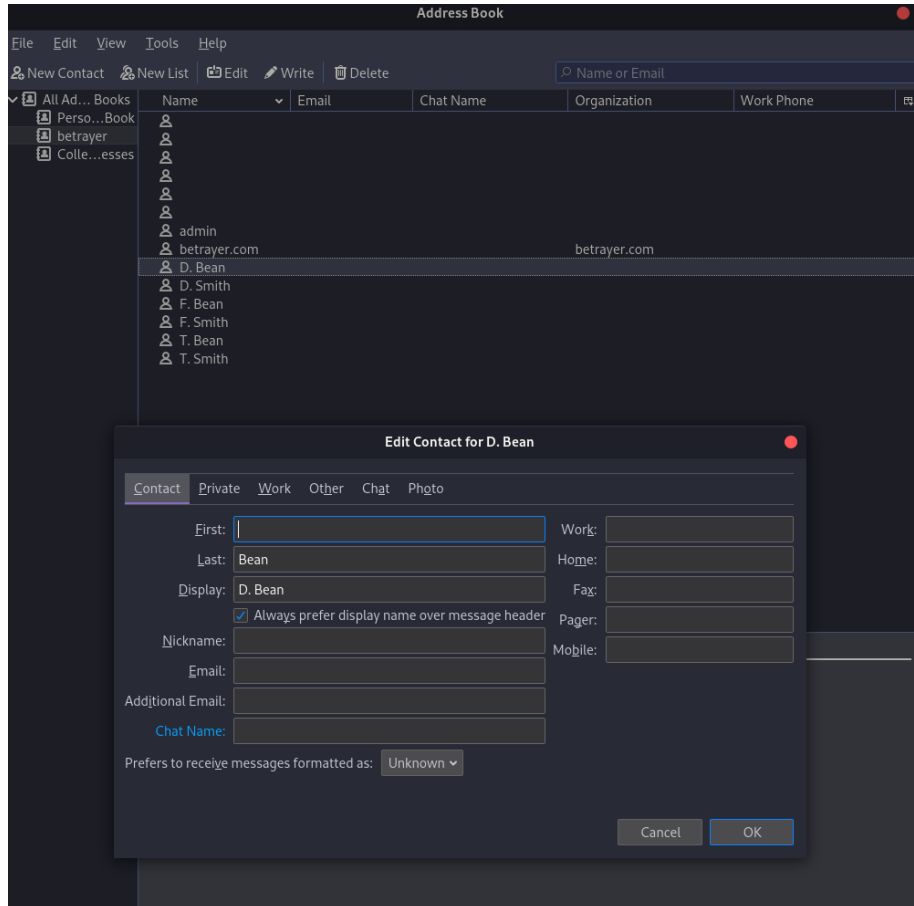 Address Book
File Edit View Tools Help
New Contact New List Edit Write Delete Name or Email
All Ad... Books Name Email Chat Name Organization Work Phone
Perso...Book
betrayer
Colle...esses
admin
betrayer.com betrayer.com
D. Bean
D. Smith
F. Bean
F. Smith
T. Bean
T. Smith
Edit Contact for D. Bean
Contact Private Work Other Chat Photo
First: Work:
Last: Bean Home:
Display: D. Bean Fax:
Always prefer display name over message header Pager:
Nickname: Mobile:
Email:
Additional Email:
Chat Name:
Prefers to receive messages formatted as: Unknown
Cancel OK